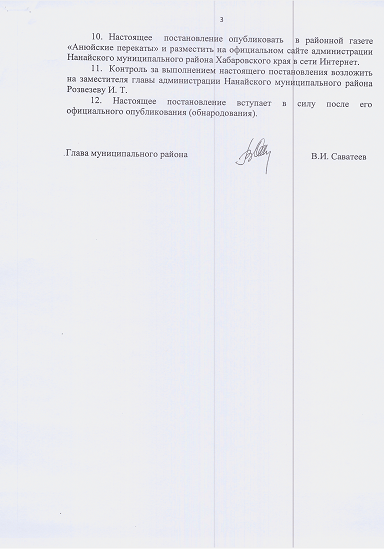 3
10. Настоящее постановление опубликовать в районной газете
«Анюйские перекаты» и разместить на официальном сайте администрации
Нанайского муниципального района Хабаровского края в сети Интернет.
11. Контроль за выполнением настоящего постановления возложить
на заместителя главы администрации Нанайского муниципального района
Розвезеву И. Т.
12. Настоящее постановление вступает в силу после его
официального опубликования (обнародования).
Глава муниципального района В.И. Саватеев